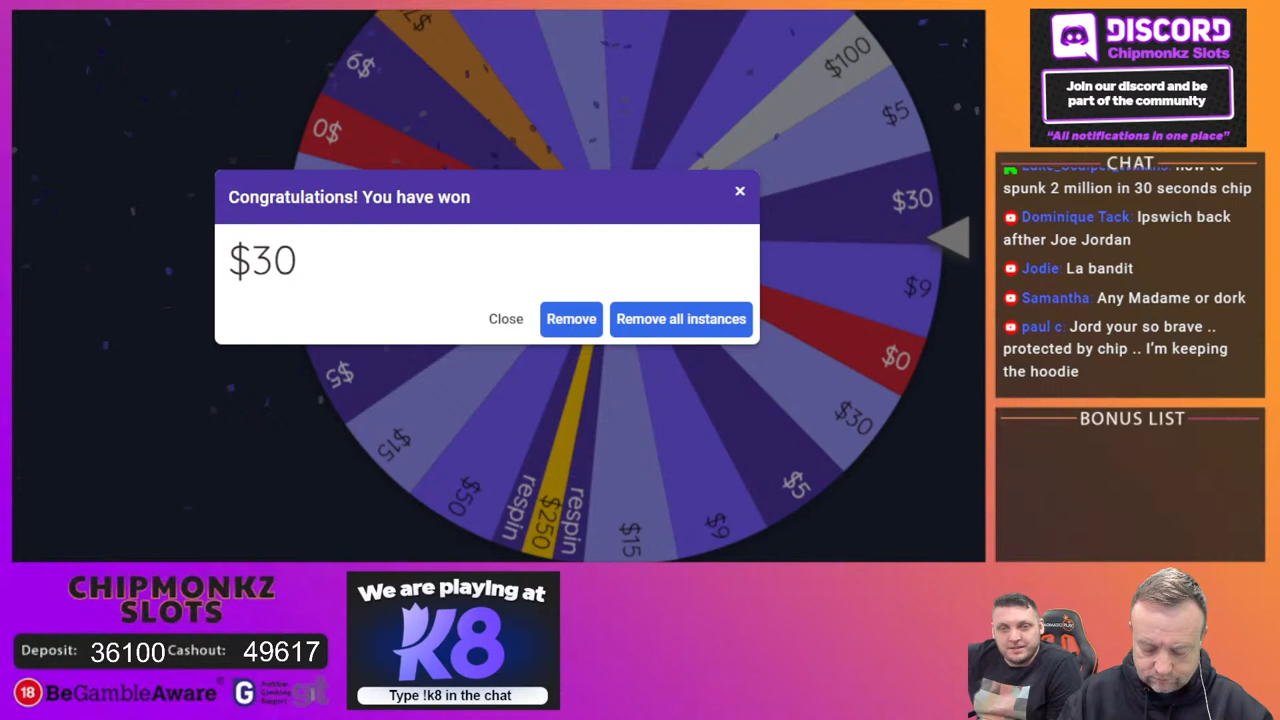 $100
6$
$5
0$
$30
$9
$0
$30
$5
$9
$15
respin
$250
respin
$50
$15
$5
Congratulations! You have won
×
$30
Close
Remove
Remove all instances
DISCORD
Chipmonkz Slots
Join our discord and be
part of the community
"All notifications in one place"
CHAT
spunk 2 million in 30 seconds chip
Dominique Tack: Ipswich back
afther Joe Jordan
Jodie: La bandit
Samantha: Any Madame or dork
paul c: Jord your so brave ..
protected by chip .. I'm keeping
the hoodie
BONUS LIST
CHIPMONKZ
SLOTS
Deposit: 36100 Cashout: 49617
18 BeGambleAware
We are playing at
K8
Type !k8 in the chat